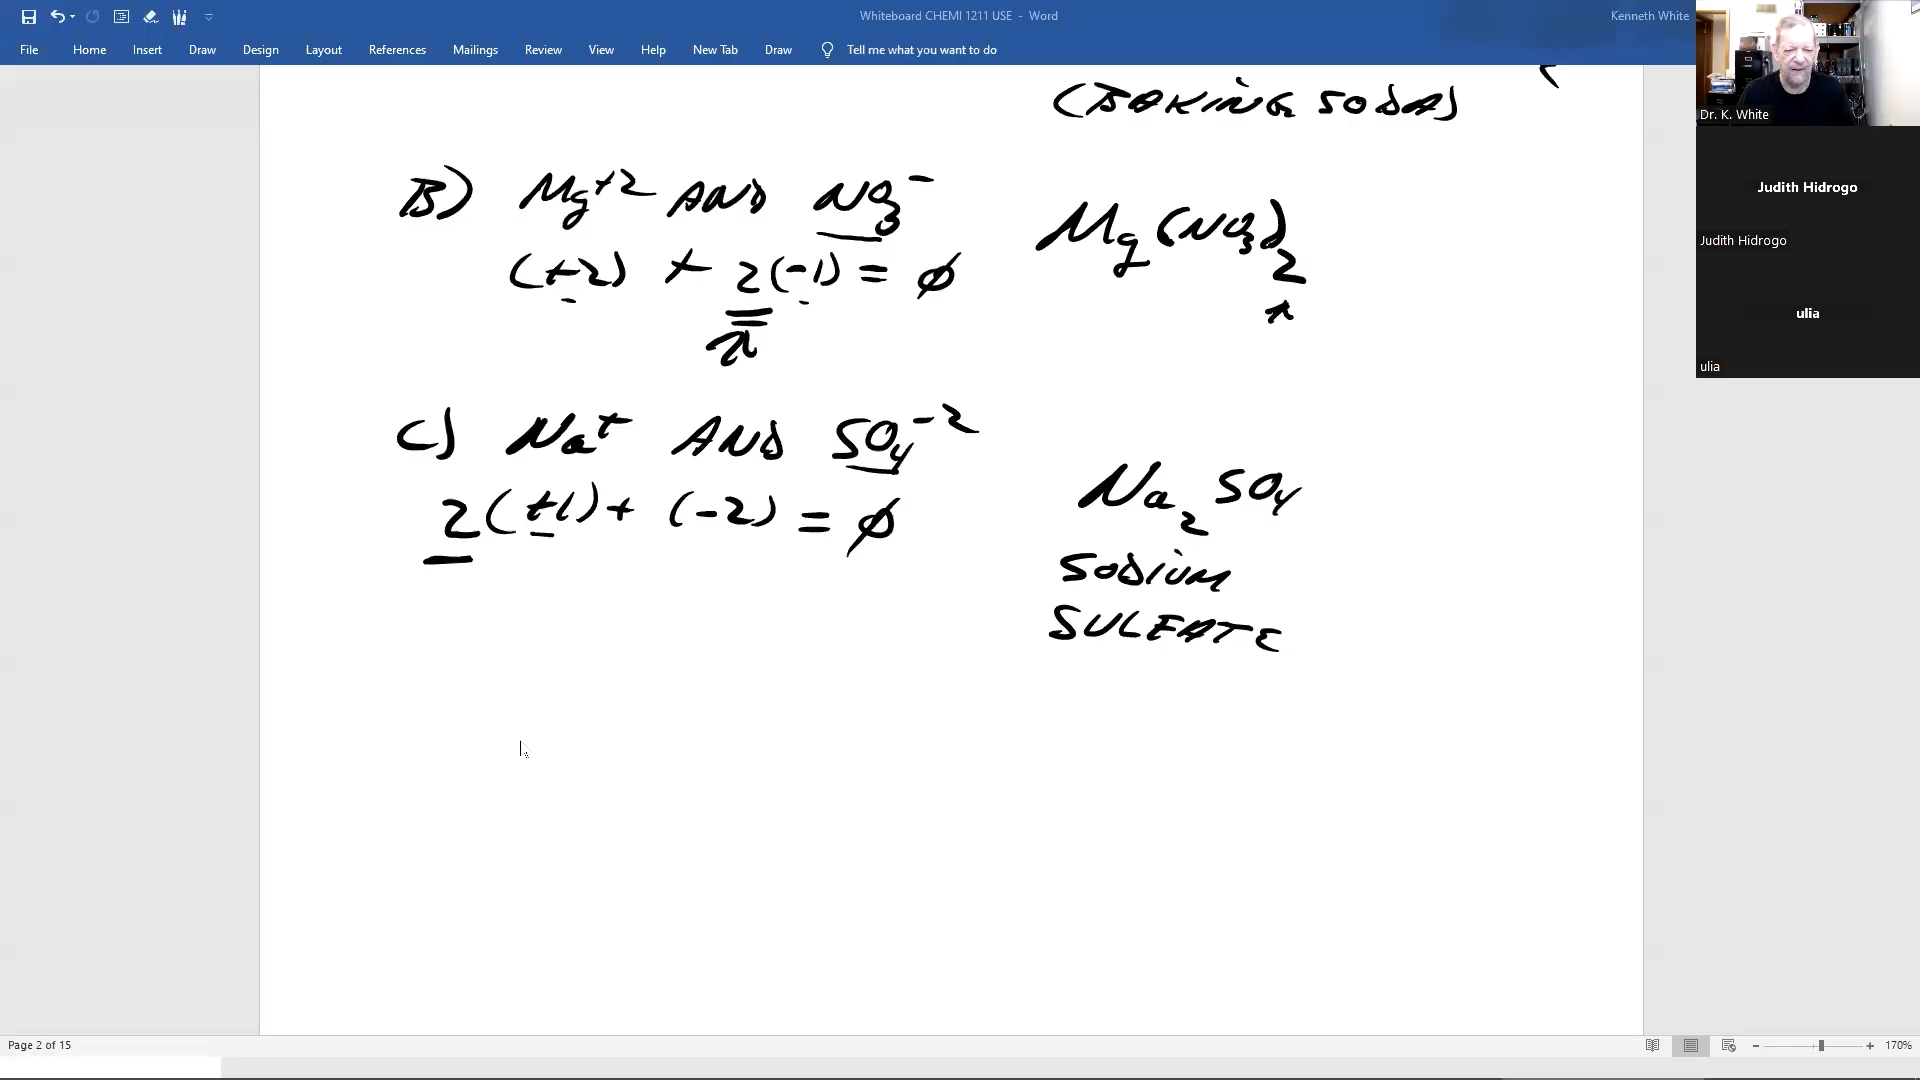 Whiteboard CHEMI 1211 USE - Word
Kenneth White
File Home Insert Draw Design Layout References Mailings Review View Help New Tab Draw Tell me what you want to do
(BAKING SODA)
Dr. K. White
Judith Hidrogo
Judith Hidrogo
ulia
ulia
B) Mg+2 AND NO3-
Mg(NO3)2
(+2) + 2(-1) = ∅
C) Na+ AND SO4-2
Na2SO4
2(+1) + (-2) = ∅
SODIUM
SULFATE
Page 2 of 15
170%